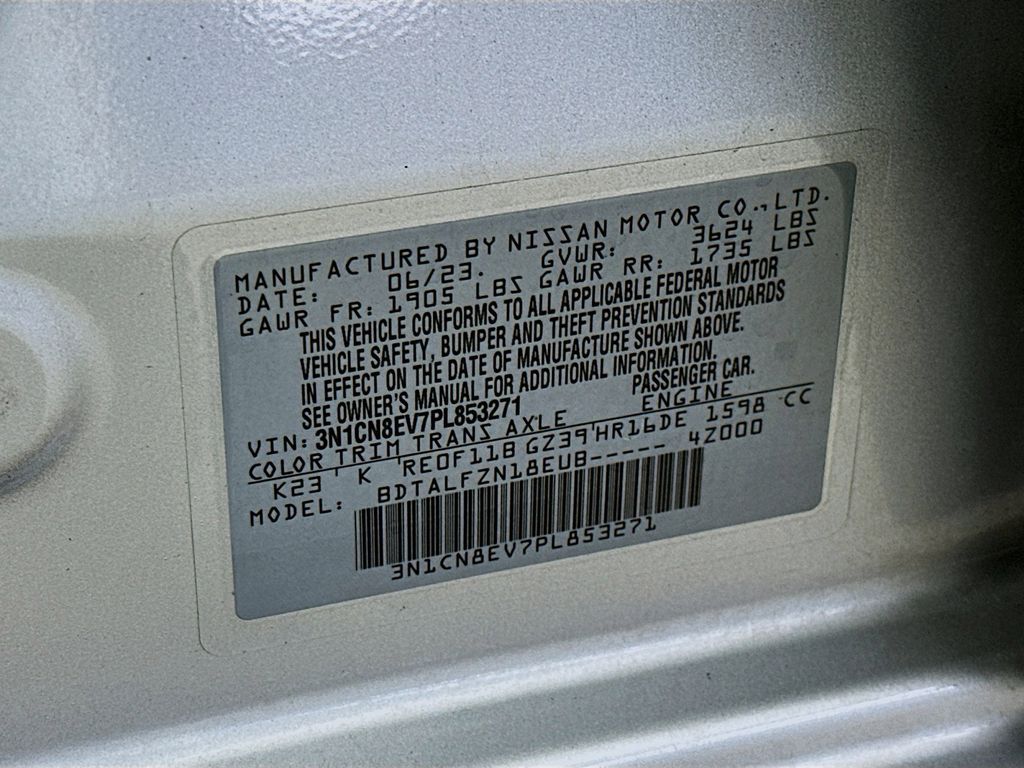 MANUFACTURED BY NISSAN MOTOR CO.,LTD.
DATE: 06/23. GVWR: 3624 LBS
GAWR FR: 1905 LBS GAWR RR: 1735 LBS
THIS VEHICLE CONFORMS TO ALL APPLICABLE FEDERAL MOTOR
VEHICLE SAFETY, BUMPER AND THEFT PREVENTION STANDARDS
IN EFFECT ON THE DATE OF MANUFACTURE SHOWN ABOVE.
SEE OWNER'S MANUAL FOR ADDITIONAL INFORMATION.
VIN: 3N1CN8EV7PL853271 PASSENGER CAR.
COLOR TRIM TRANS AXLE ENGINE
K23 ' K 'RE0F11B GZ39'HR16DE 1598 CC
MODEL: BDTALFZN18EUB----- 4Z000
3N1CN8EV7PL853271